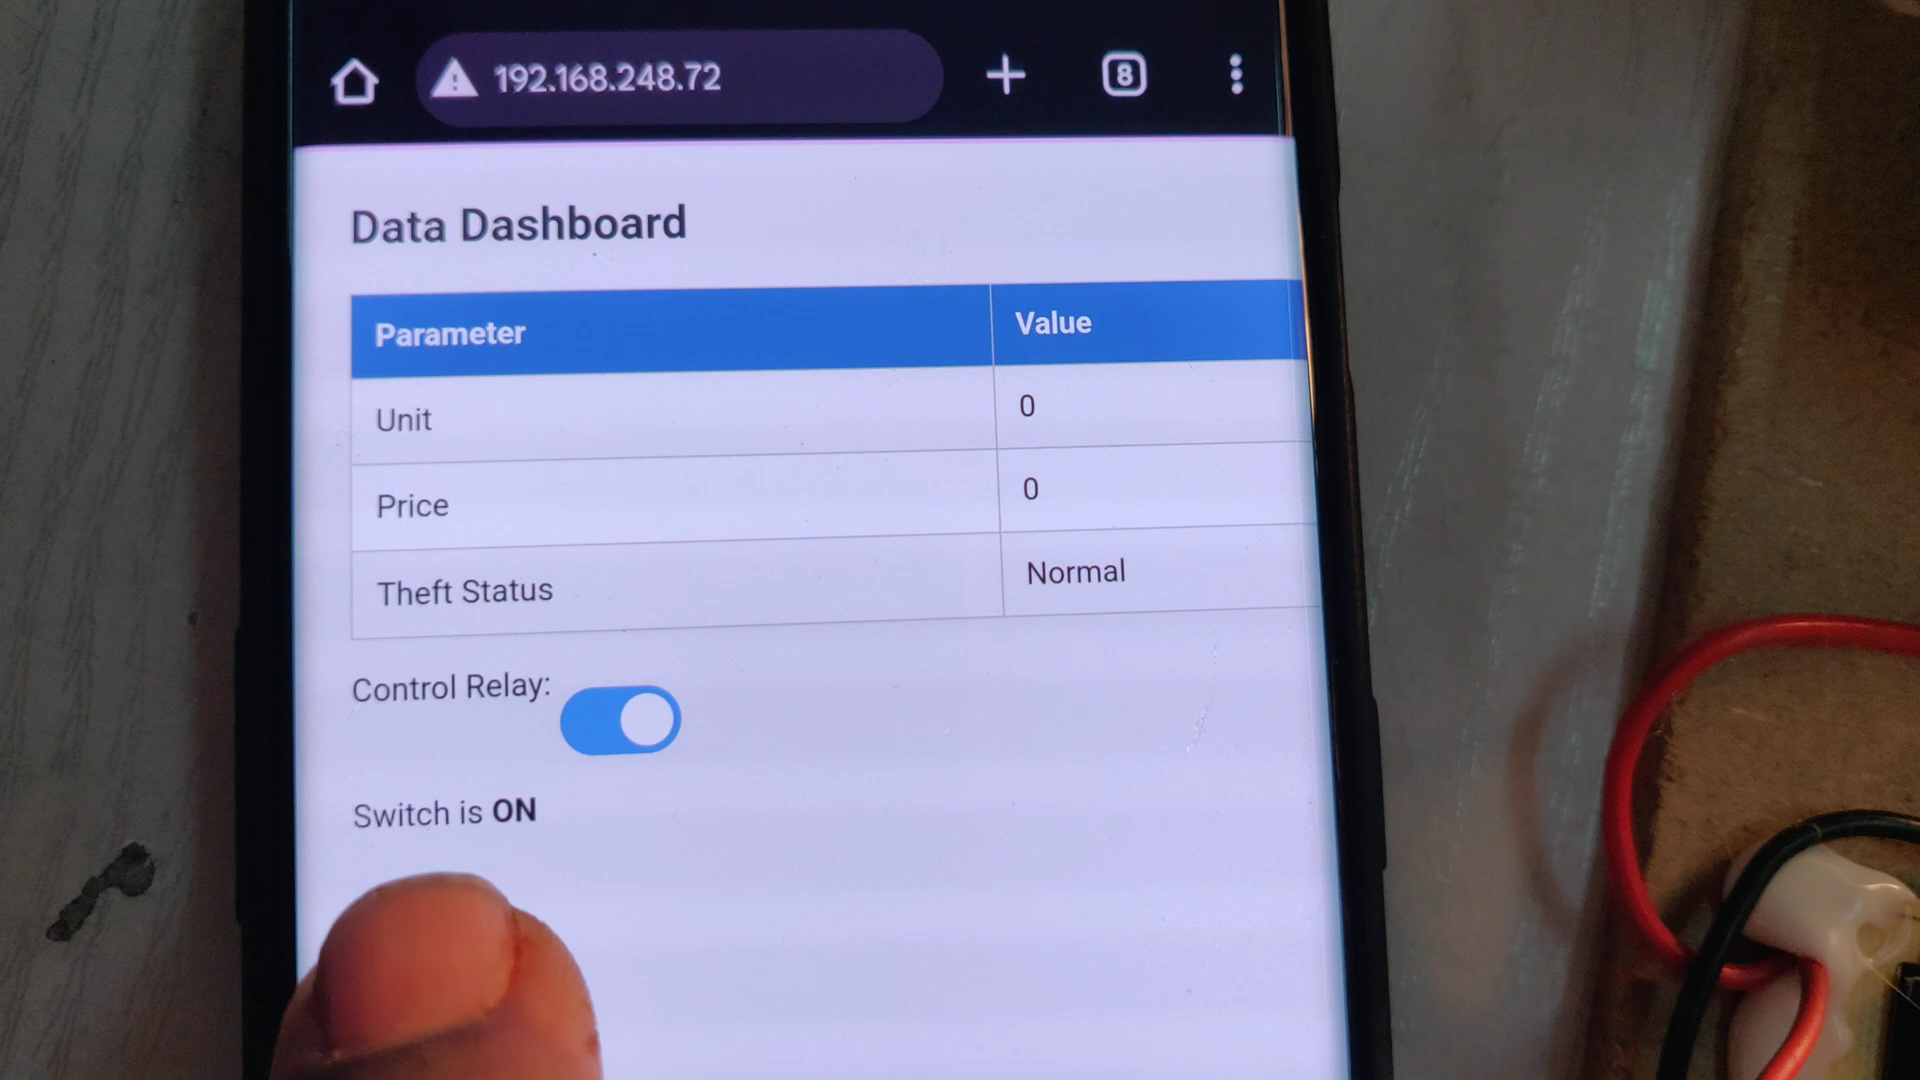 192.168.248.72
8
Data Dashboard
Parameter Value
Unit 0
Price 0
Theft Status Normal
Control Relay:
Switch is ON